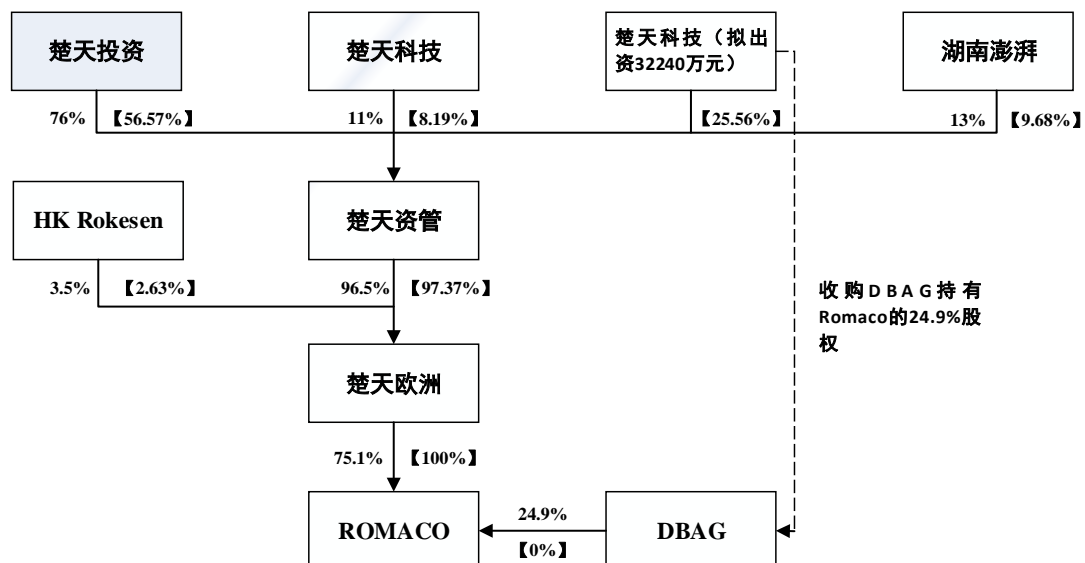 楚天投资
楚天科技
楚天科技（拟出
资32240万元）
湖南澎湃
76% 【56.57%】
11% 【8.19%】
【25.56%】
13% 【9.68%】
HK Rokesen
楚天资管
3.5% 【2.63%】
96.5% 【97.37%】
收购DBAG持有
Romaco的24.9%股
权
楚天欧洲
75.1% 【100%】
ROMACO
24.9%
【0%】
DBAG